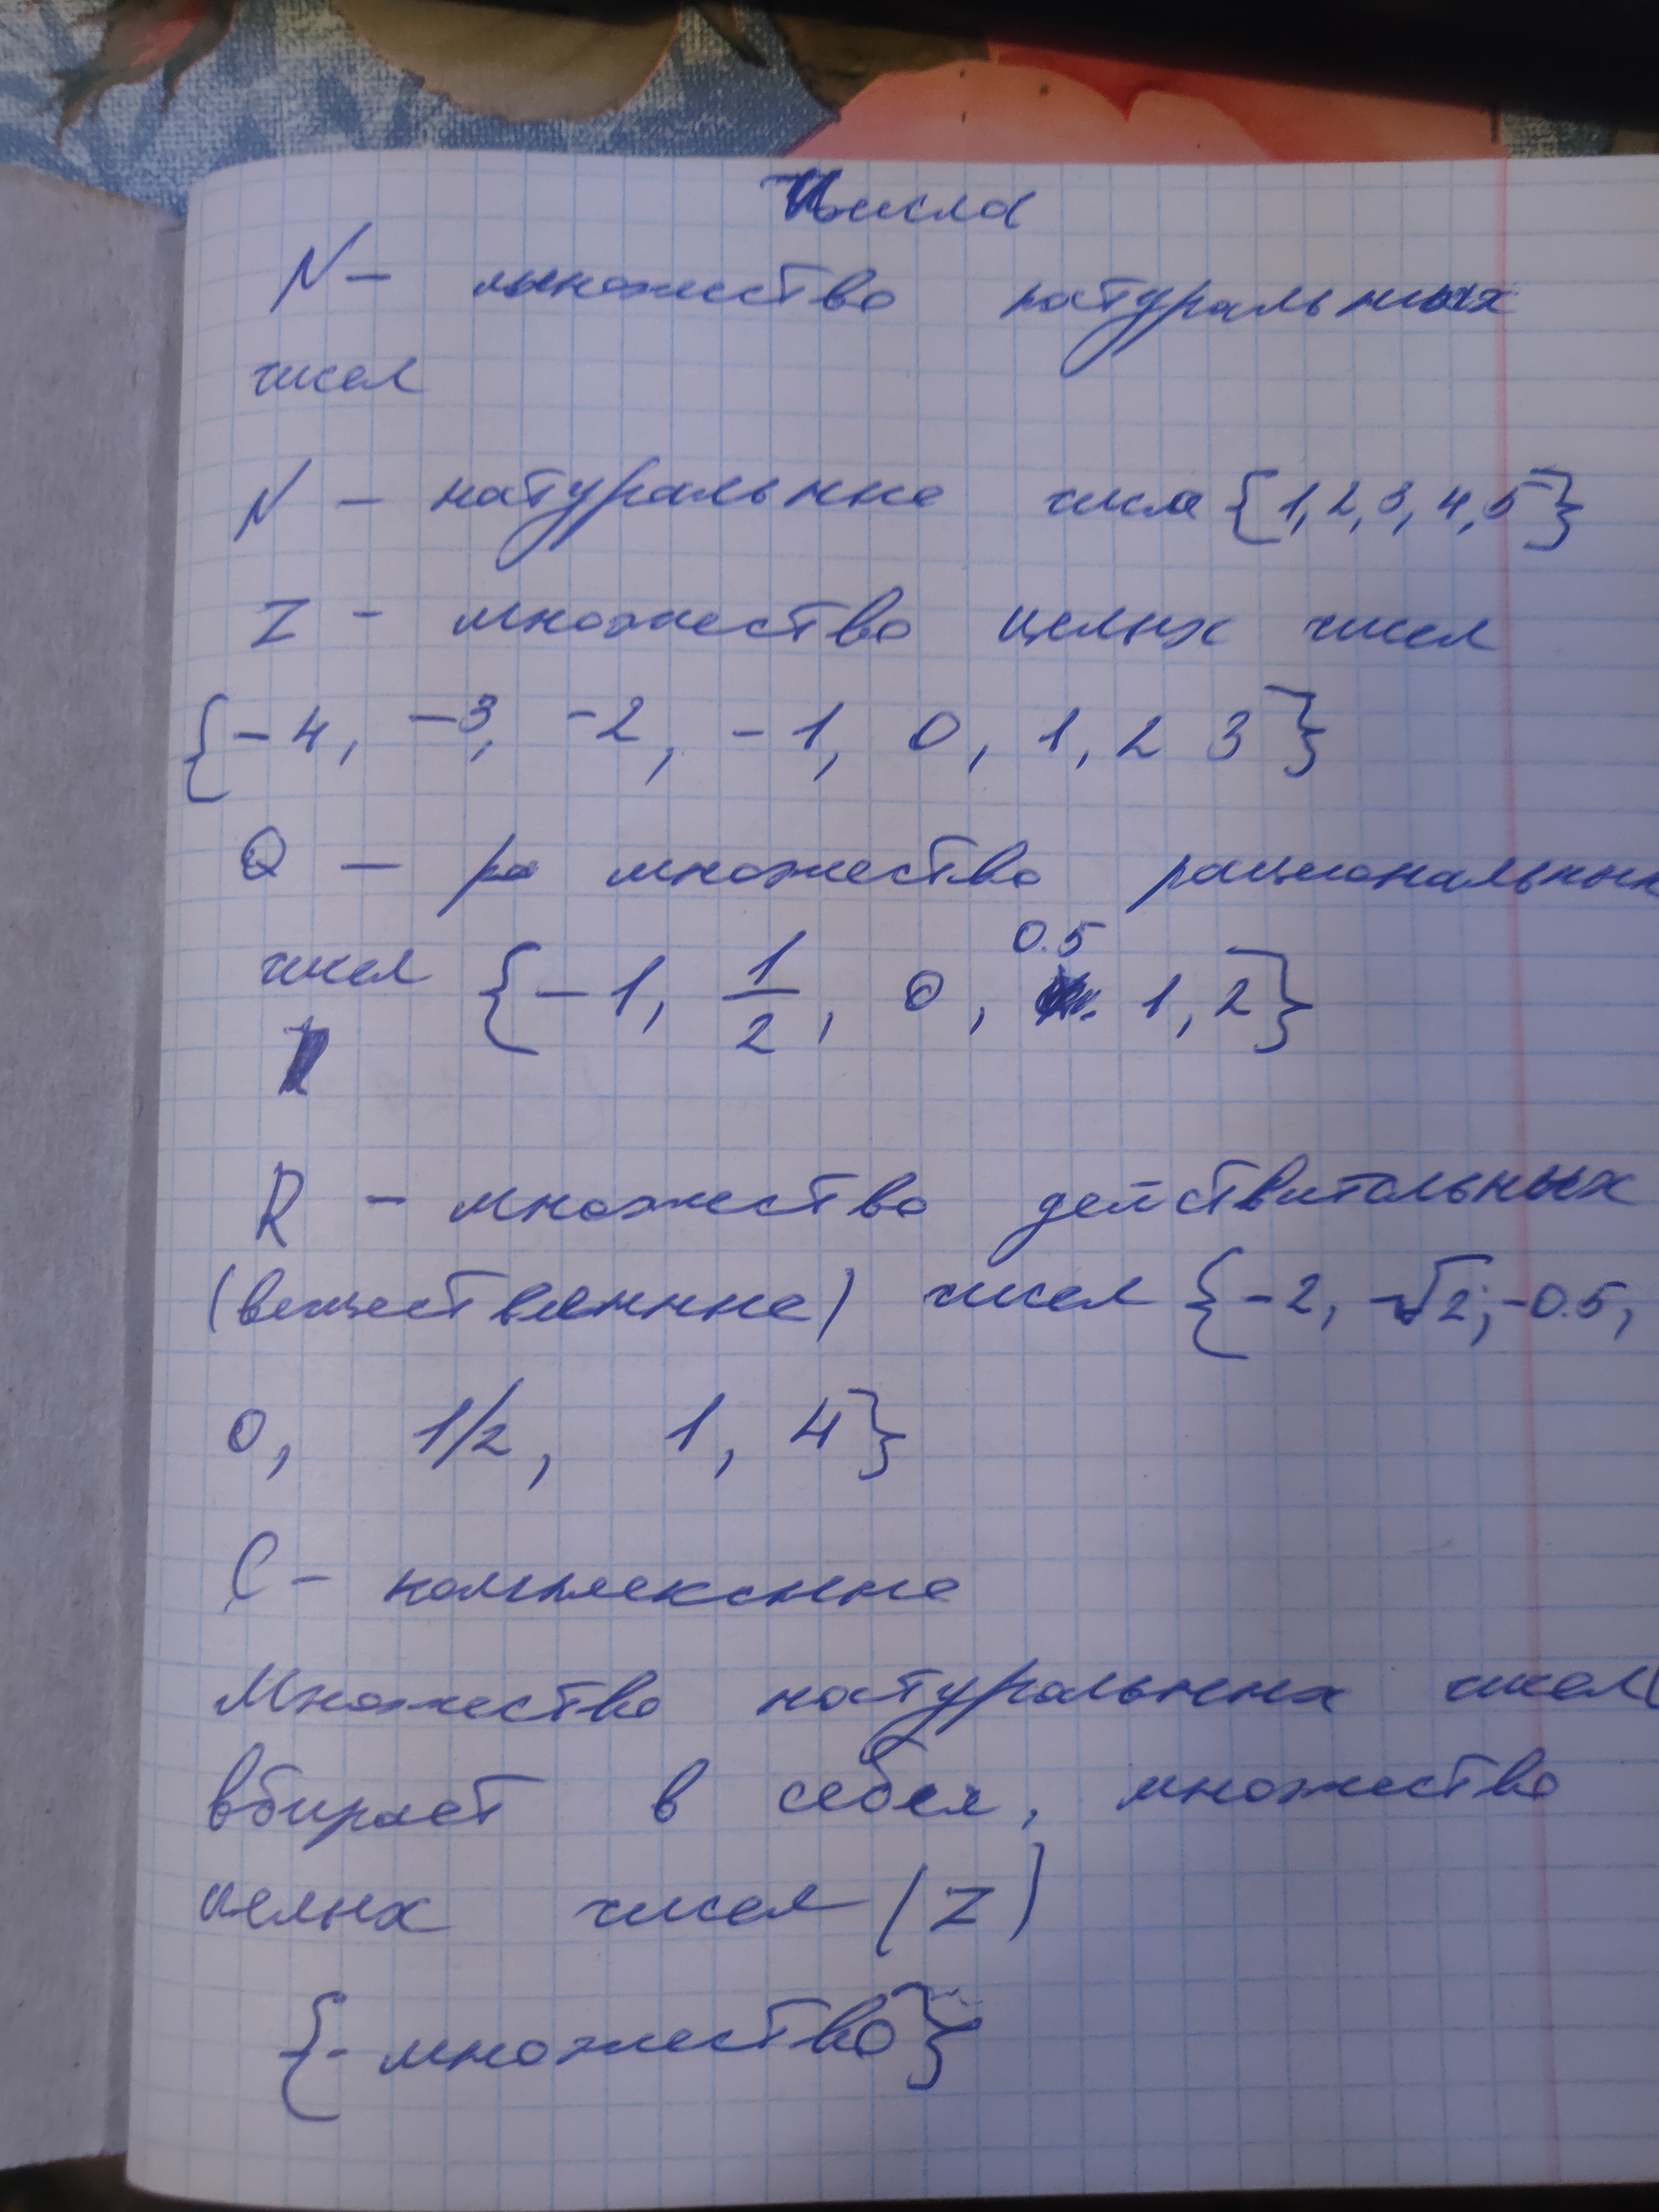 Числа
N – множество натуральных
чисел
N – натуральные числа {1,2,3,4,5}
Z – множество целых чисел
{-4, -3, -2, -1, 0, 1, 2 3}
Q – ра множество рациональных
чисел {-1, 1/2, 0, 0.5 1, 2}
R – множество действительных
(вещественные) чисел {-2, -√2; -0.5,
0, 1/2, 1, 4}
C – комплексные
Множество натуральных чисел
вбирает в себя, множество
целых чисел (Z)
{- множество}